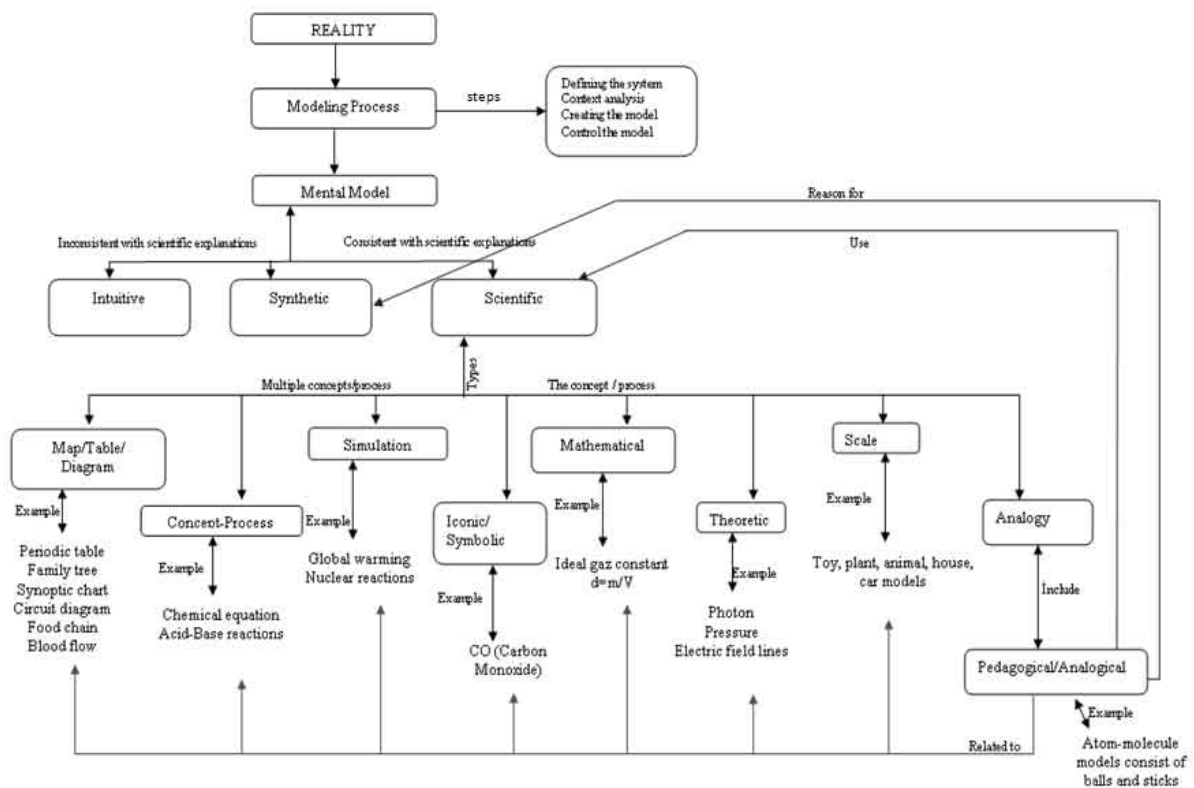 REALITY
Modeling Process
steps
Defining the system
Context analysis
Creating the model
Control the model
Mental Model
Reason for
Inconsistent with scientific explanations
Consistent with scientific explanations
Use
Intuitive
Synthetic
Scientific
Types
Multiple concepts/process
The concept / process
Map/Table/
Diagram
Example
Periodic table
Family tree
Synoptic chart
Circuit diagram
Food chain
Blood flow
Concept-Process
Example
Chemical equation
Acid-Base reactions
Simulation
Example
Global warming
Nuclear reactions
Iconic/
Symbolic
Example
CO (Carbon
Monoxide)
Mathematical
Example
Ideal gaz constant
d=m/V
Theoretic
Example
Photon
Pressure
Electric field lines
Scale
Example
Toy, plant, animal, house,
car models
Analogy
Include
Pedagogical/Analogical
Example
Related to
Atom-molecule
models consist of
balls and sticks